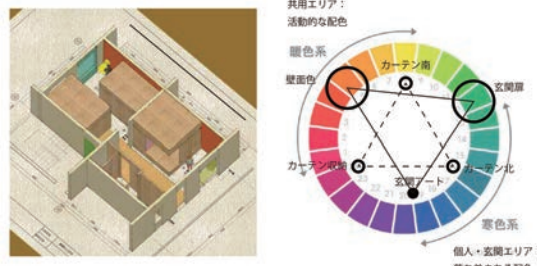 共用エリア：
活動的な配色
暖色系
カーテン南
壁面色
玄関扉
カーテン収納
カーテン北
玄関アート
寒色系
個人・玄関エリア